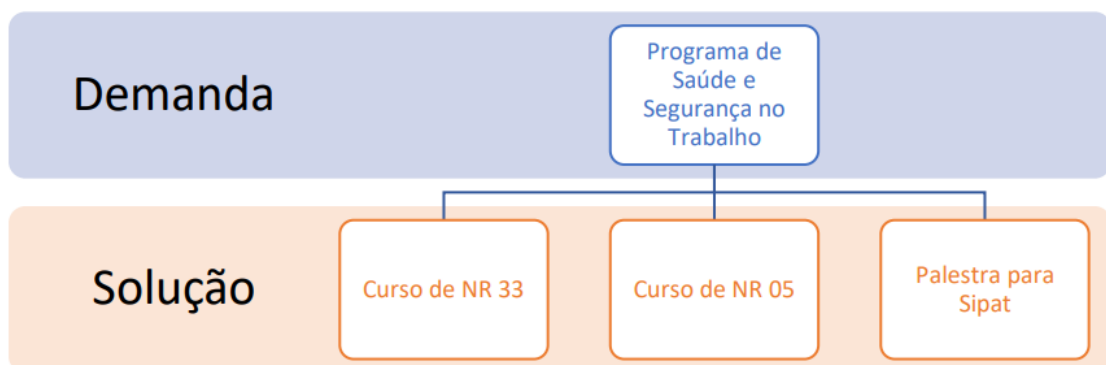 Demanda
Programa de
Saúde e
Segurança no
Trabalho
Solução
Curso de NR 33
Curso de NR 05
Palestra para
Sipat